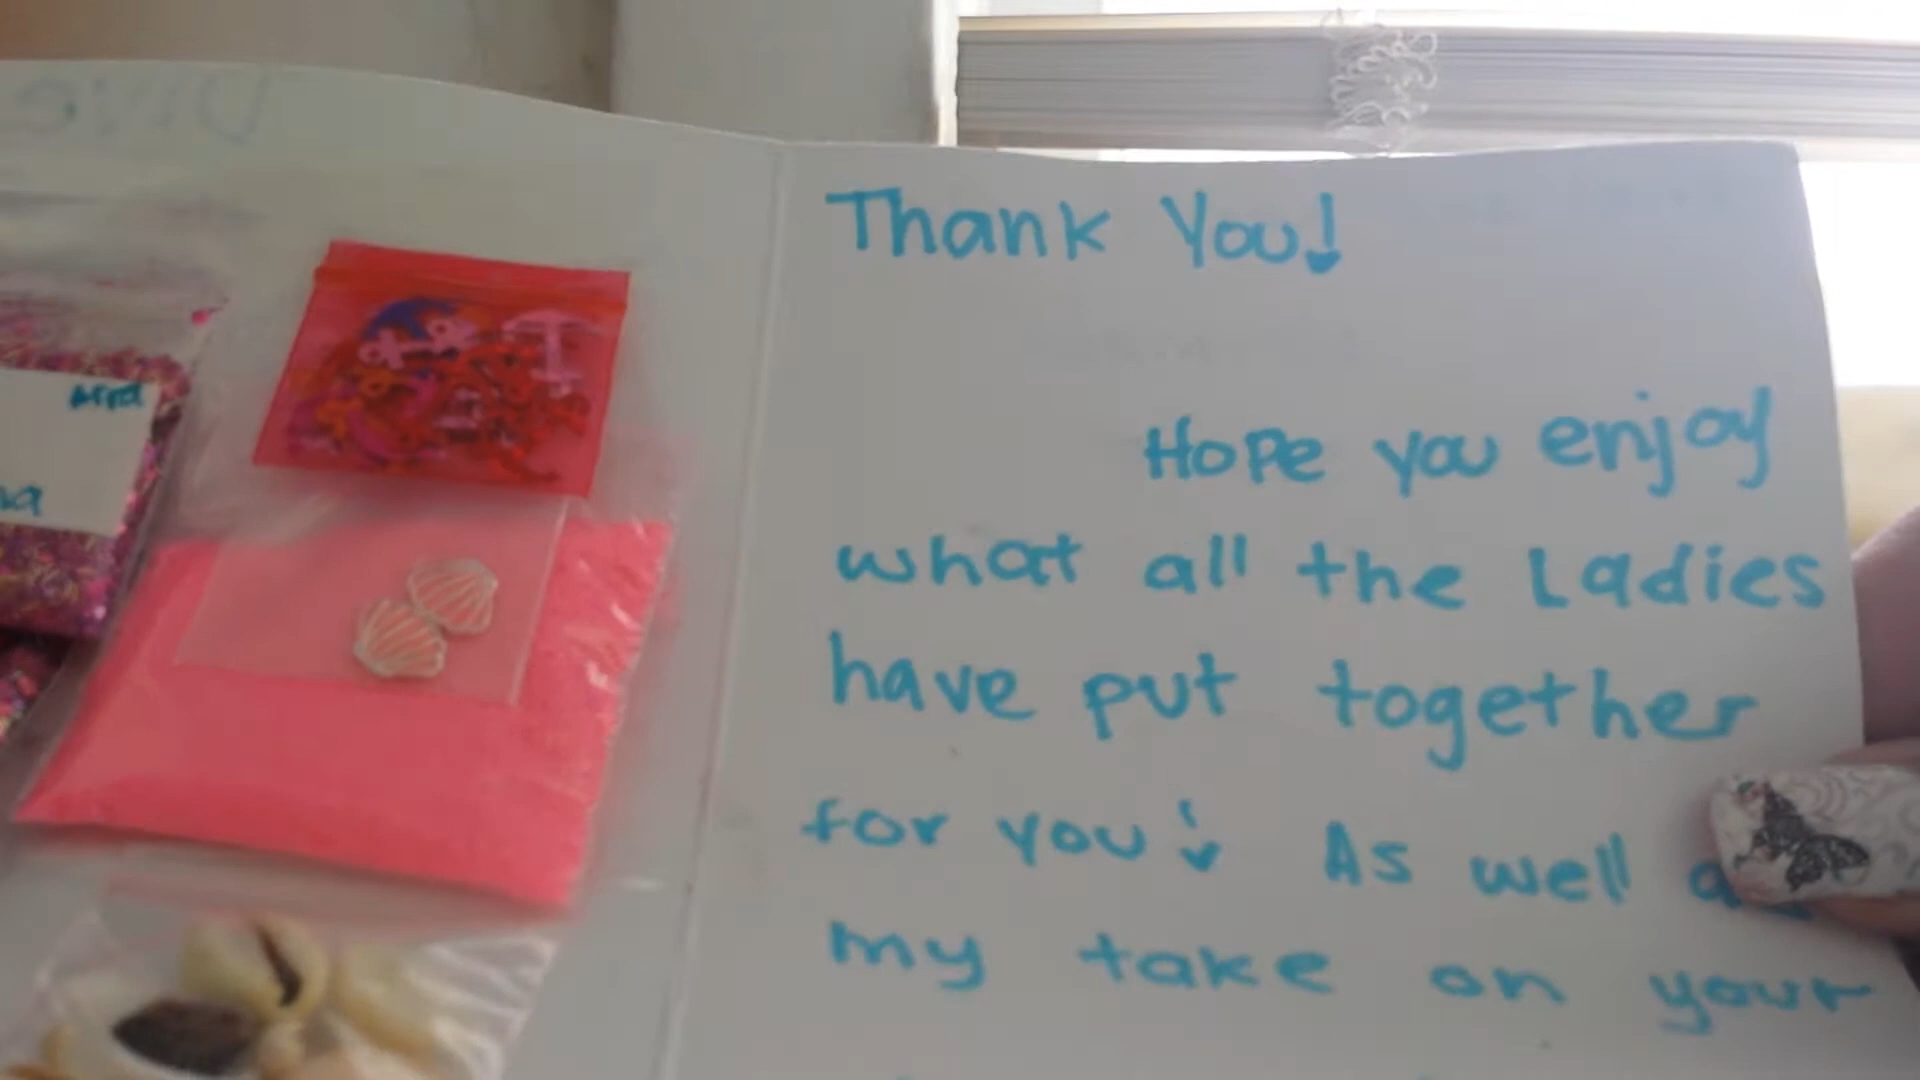 Thank You!
Hope you enjoy
what all the Ladies
have put together
for you! As well
my take on your